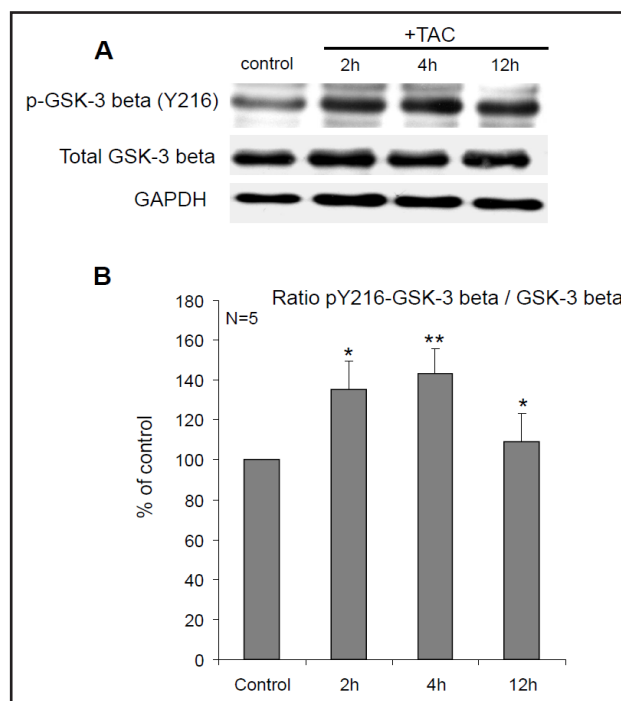 A
+TAC
control 2h 4h 12h
p-GSK-3 beta (Y216)
Total GSK-3 beta
GAPDH
B
Ratio pY216-GSK-3 beta / GSK-3 beta
N=5
180
160
140
120
100
80
60
40
20
0
% of control
* ** *
Control 2h 4h 12h